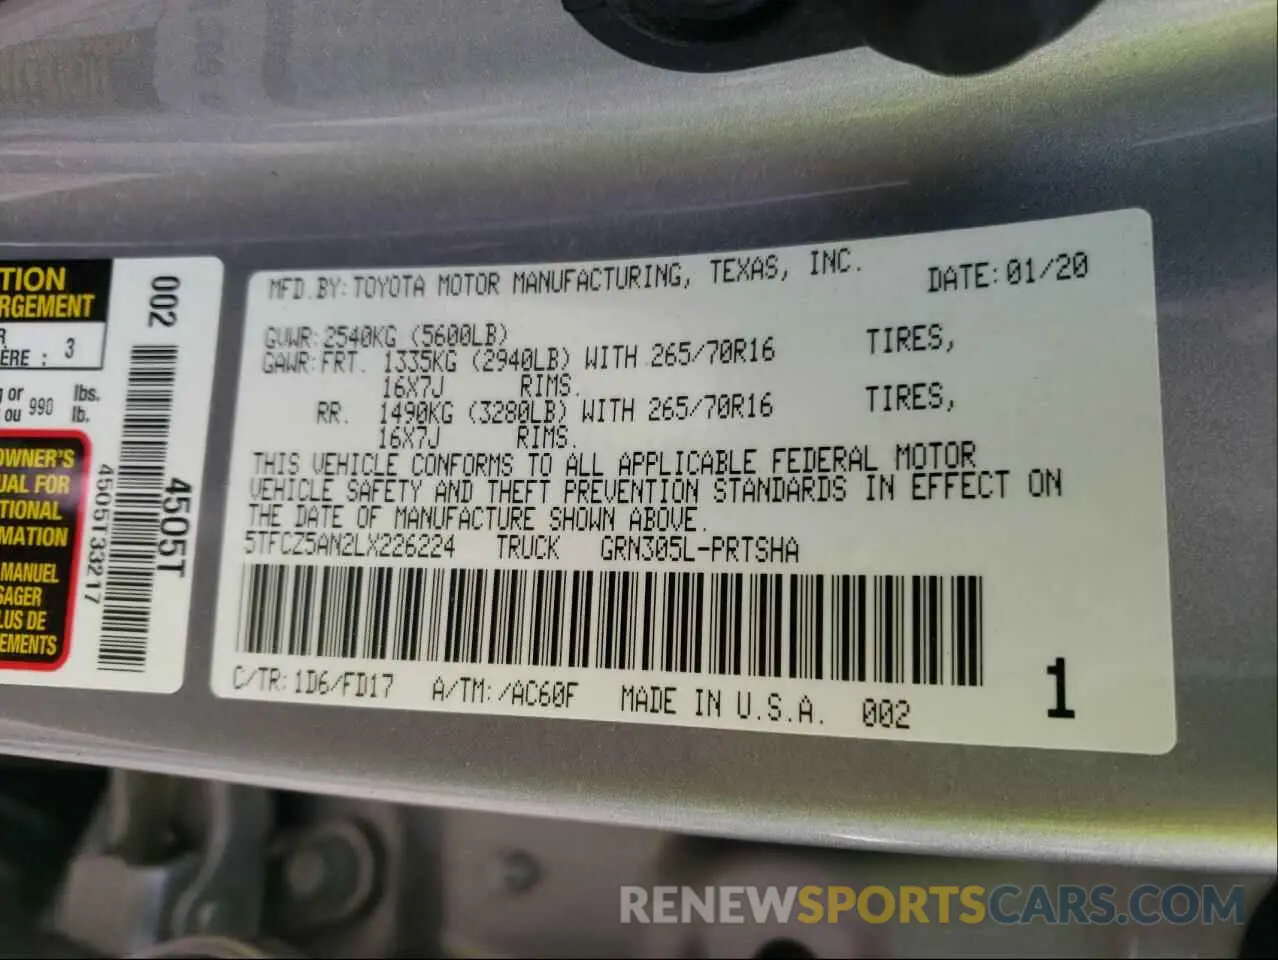 TION
RGEMENT
R
ÈRE : 3
or lbs.
ou 990 lb.
OWNER'S
UAL FOR
TIONAL
MATION
MANUEL
SAGER
LUS DE
EMENTS
002
4505T
4505T33217
MFD.BY:TOYOTA MOTOR MANUFACTURING, TEXAS, INC. DATE:01/20
GVWR:2540KG (5600LB)
GAWR:FRT. 1335KG (2940LB) WITH 265/70R16 TIRES,
16X7J RIMS.
RR. 1490KG (3280LB) WITH 265/70R16 TIRES,
16X7J RIMS.
THIS VEHICLE CONFORMS TO ALL APPLICABLE FEDERAL MOTOR
VEHICLE SAFETY AND THEFT PREVENTION STANDARDS IN EFFECT ON
THE DATE OF MANUFACTURE SHOWN ABOVE.
5TFCZ5AN2LX226224 TRUCK GRN305L-PRTSHA
C/TR:1D6/FD17 A/TM:/AC60F MADE IN U.S.A. 002
1
RENEWSPORTSCARS.COM